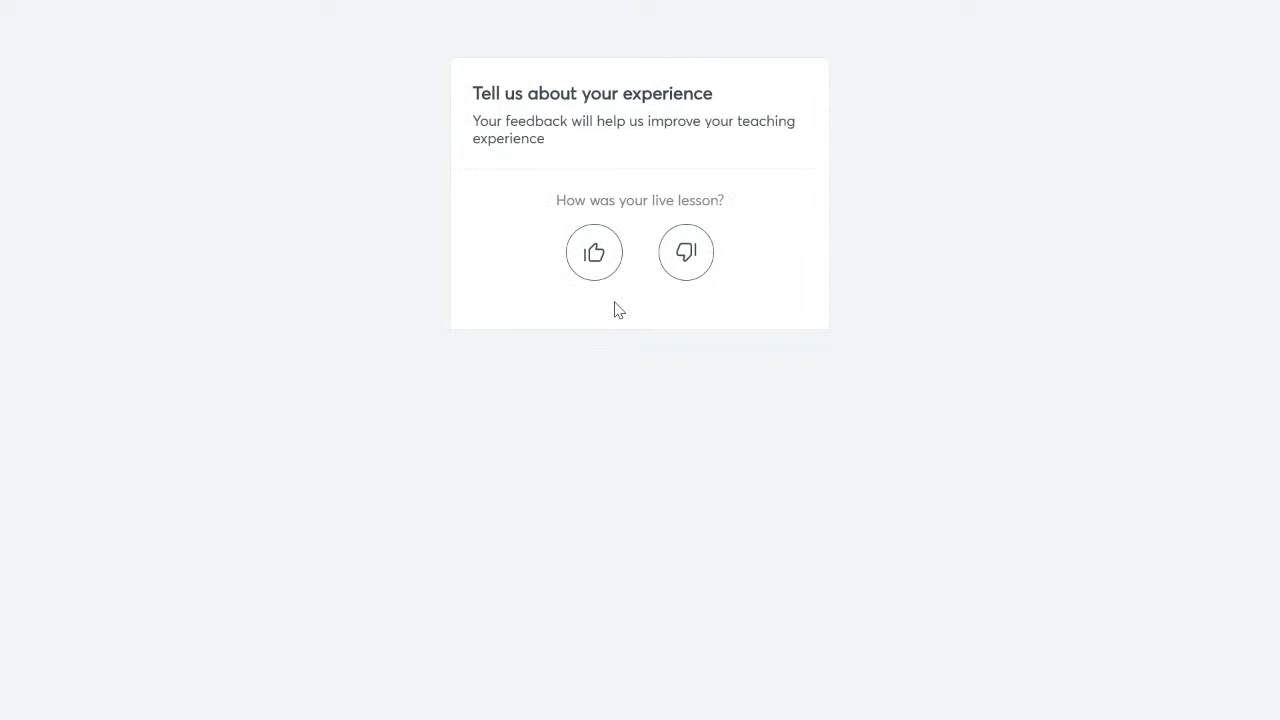 Tell us about your experience
Your feedback will help us improve your teaching
experience
How was your live lesson?